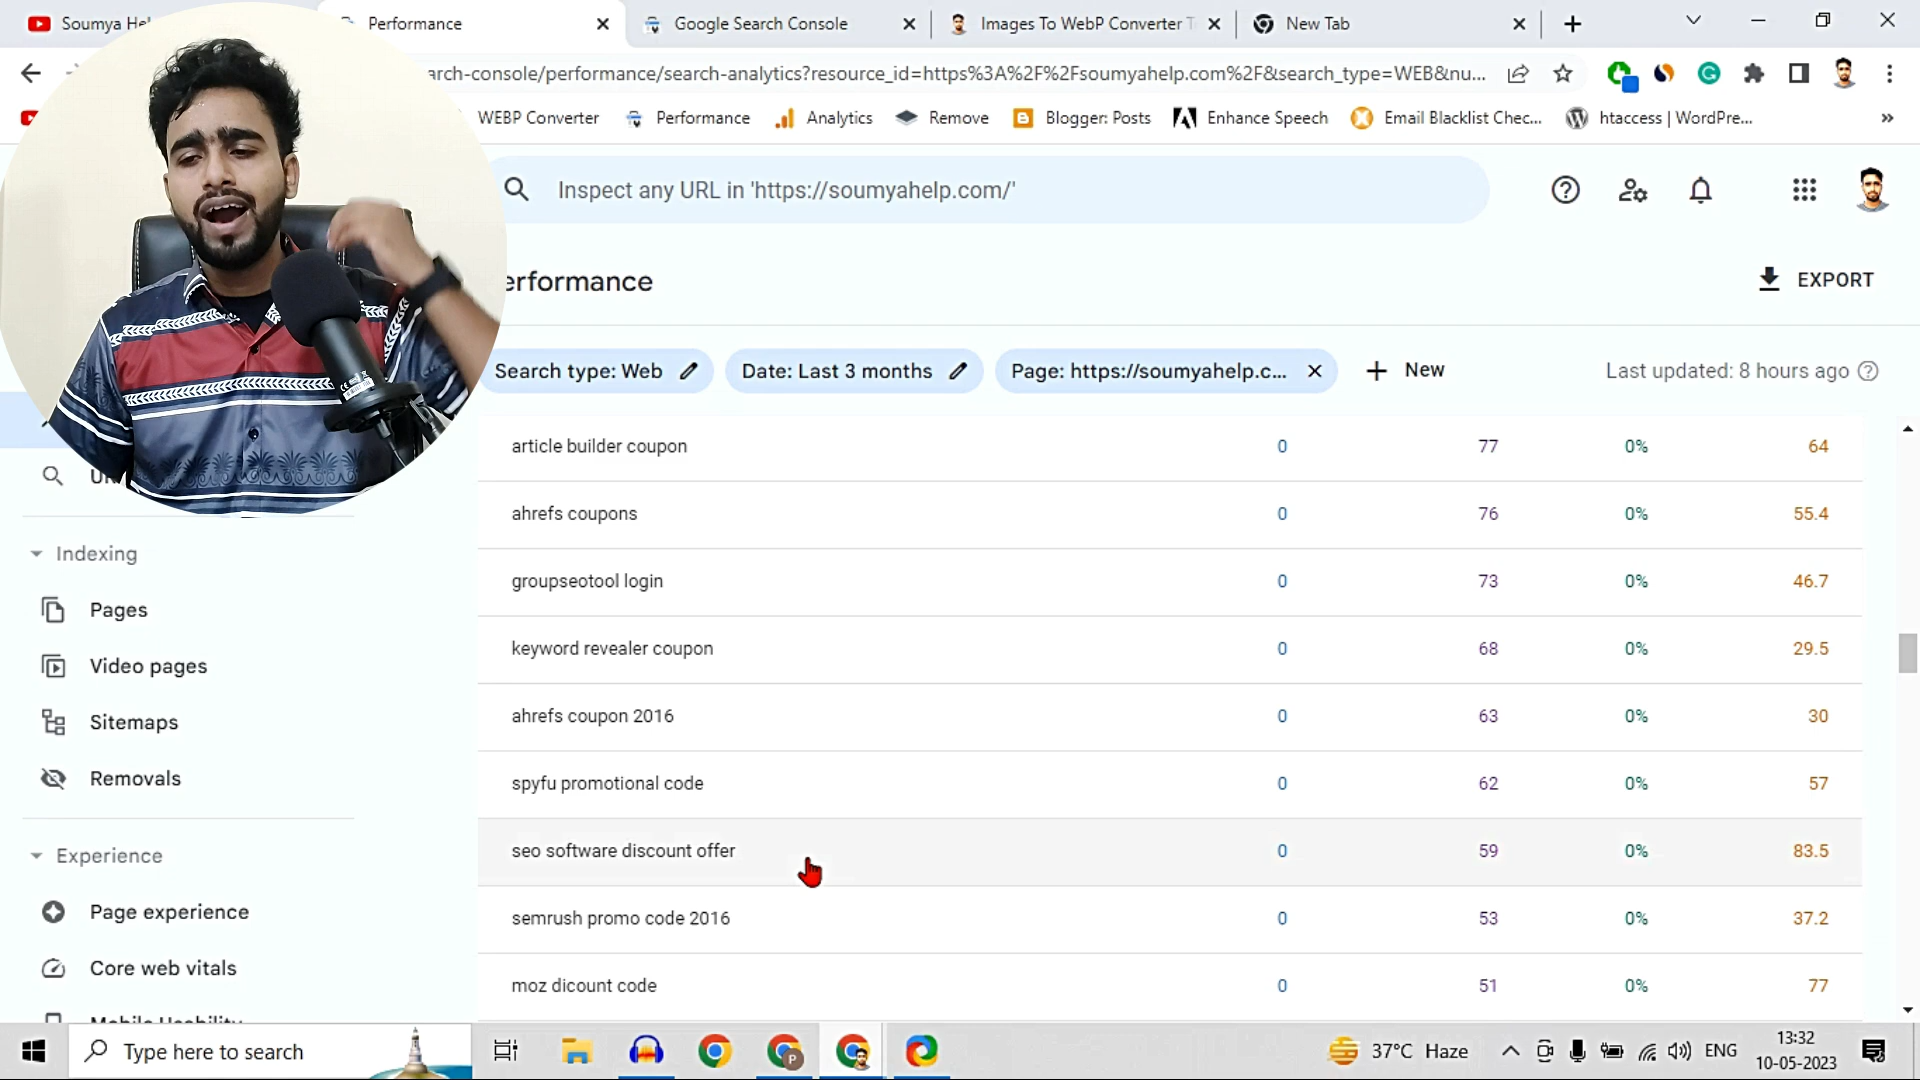 Soumya Hel
Performance
Google Search Console
Images To WebP Converter T
New Tab
arch-console/performance/search-analytics?resource_id=https%3A%2F%2Fsoumyahelp.com%2F&search_type=WEB&nu...
WEBP Converter
Performance
Analytics
Remove
Blogger: Posts
Enhance Speech
Email Blacklist Chec...
htaccess | WordPre...
»
Inspect any URL in 'https://soumyahelp.com/'
erformance
EXPORT
Search type: Web
Date: Last 3 months
Page: https://soumyahelp.c...
New
Last updated: 8 hours ago
article builder coupon 0 77 0% 64
ahrefs coupons 0 76 0% 55.4
groupseotool login 0 73 0% 46.7
keyword revealer coupon 0 68 0% 29.5
ahrefs coupon 2016 0 63 0% 30
spyfu promotional code 0 62 0% 57
seo software discount offer 0 59 0% 83.5
semrush promo code 2016 0 53 0% 37.2
moz dicount code 0 51 0% 77
Indexing
Pages
Video pages
Sitemaps
Removals
Experience
Page experience
Core web vitals
Mobile Usability
Type here to search
P
37°C Haze
ENG
13:32
10-05-2023